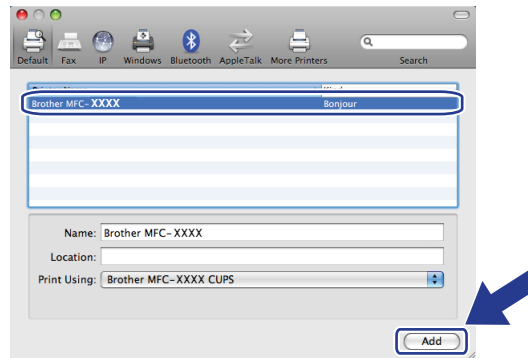 Default Fax IP Windows Bluetooth AppleTalk More Printers Search
Brother MFC-XXXX Bonjour
Name: Brother MFC-XXXX
Location:
Print Using: Brother MFC-XXXX CUPS
Add